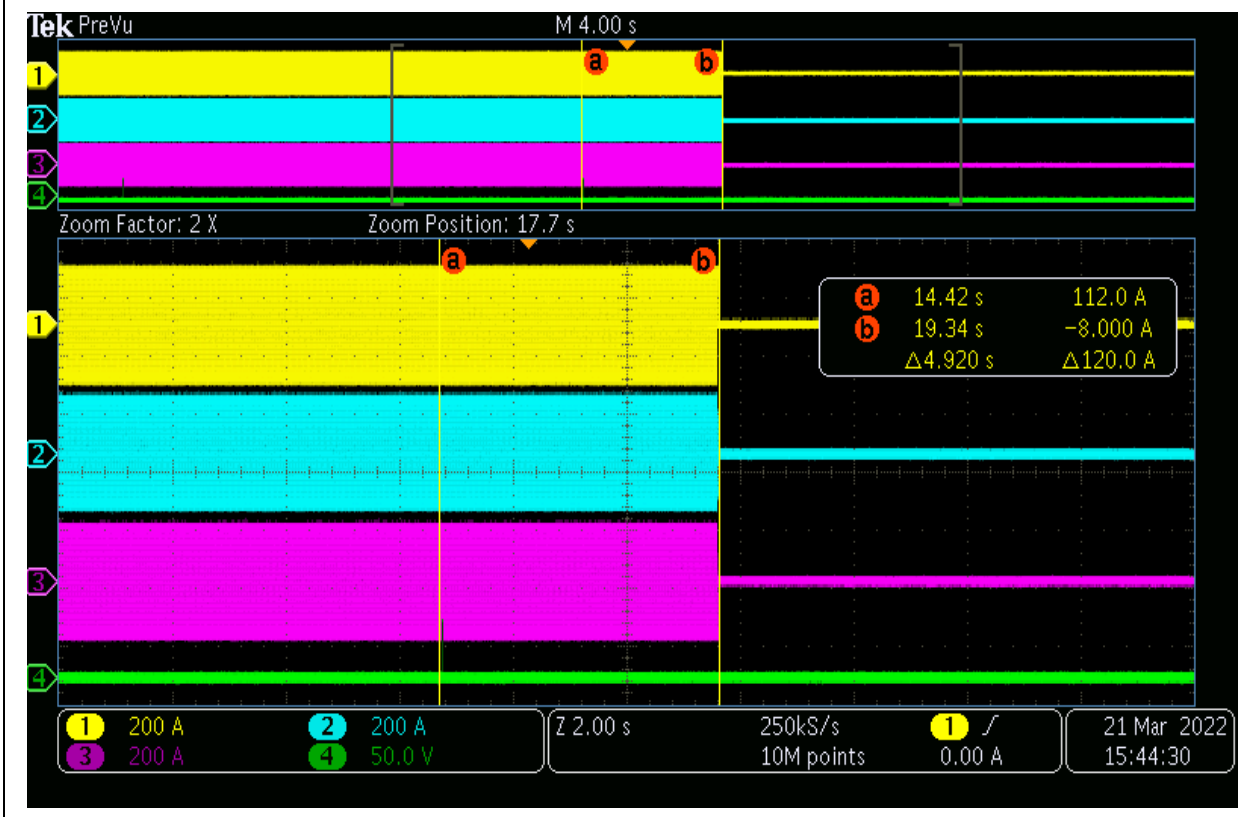 Tek PreVu M 4.00 s
a b
1
2
3
4
Zoom Factor: 2 X Zoom Position: 17.7 s
a b
a 14.42 s 112.0 A
1 b 19.34 s −8.000 A
△4.920 s △120.0 A
2
3
4
1 200 A 2 200 A Z 2.00 s 250kS/s 1 21 Mar 2022
3 200 A 4 50.0 V 10M points 0.00 A 15:44:30